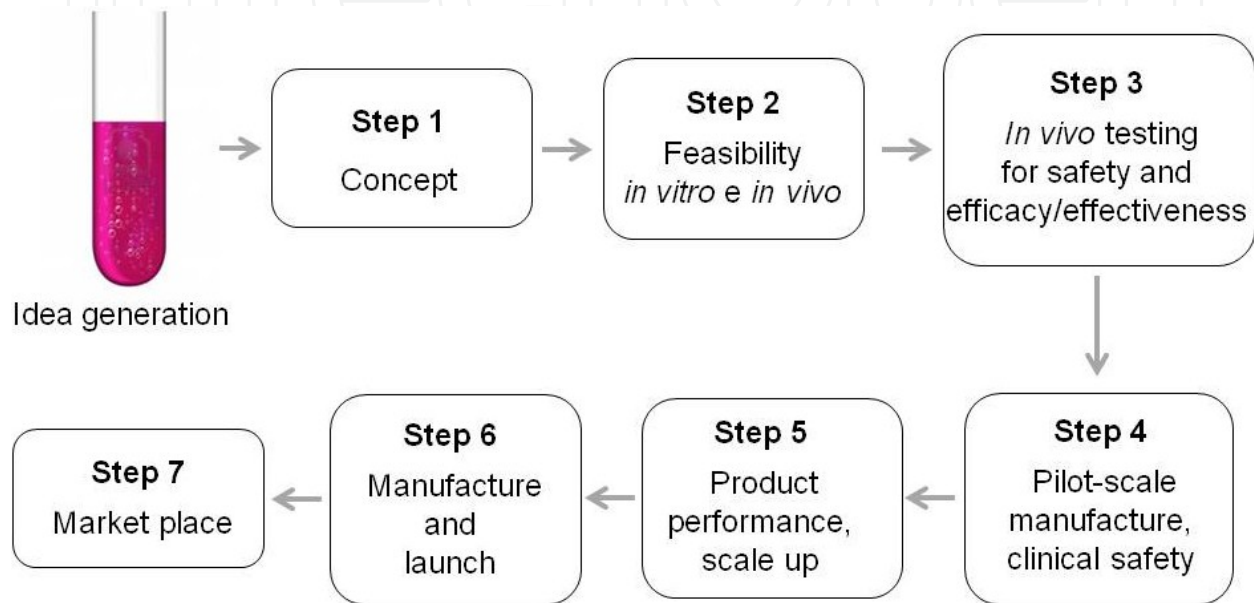 Idea generation
Step 1
Concept
Step 2
Feasibility
in vitro e in vivo
Step 3
In vivo testing
for safety and
efficacy/effectiveness
Step 4
Pilot-scale
manufacture,
clinical safety
Step 5
Product
performance,
scale up
Step 6
Manufacture
and
launch
Step 7
Market place